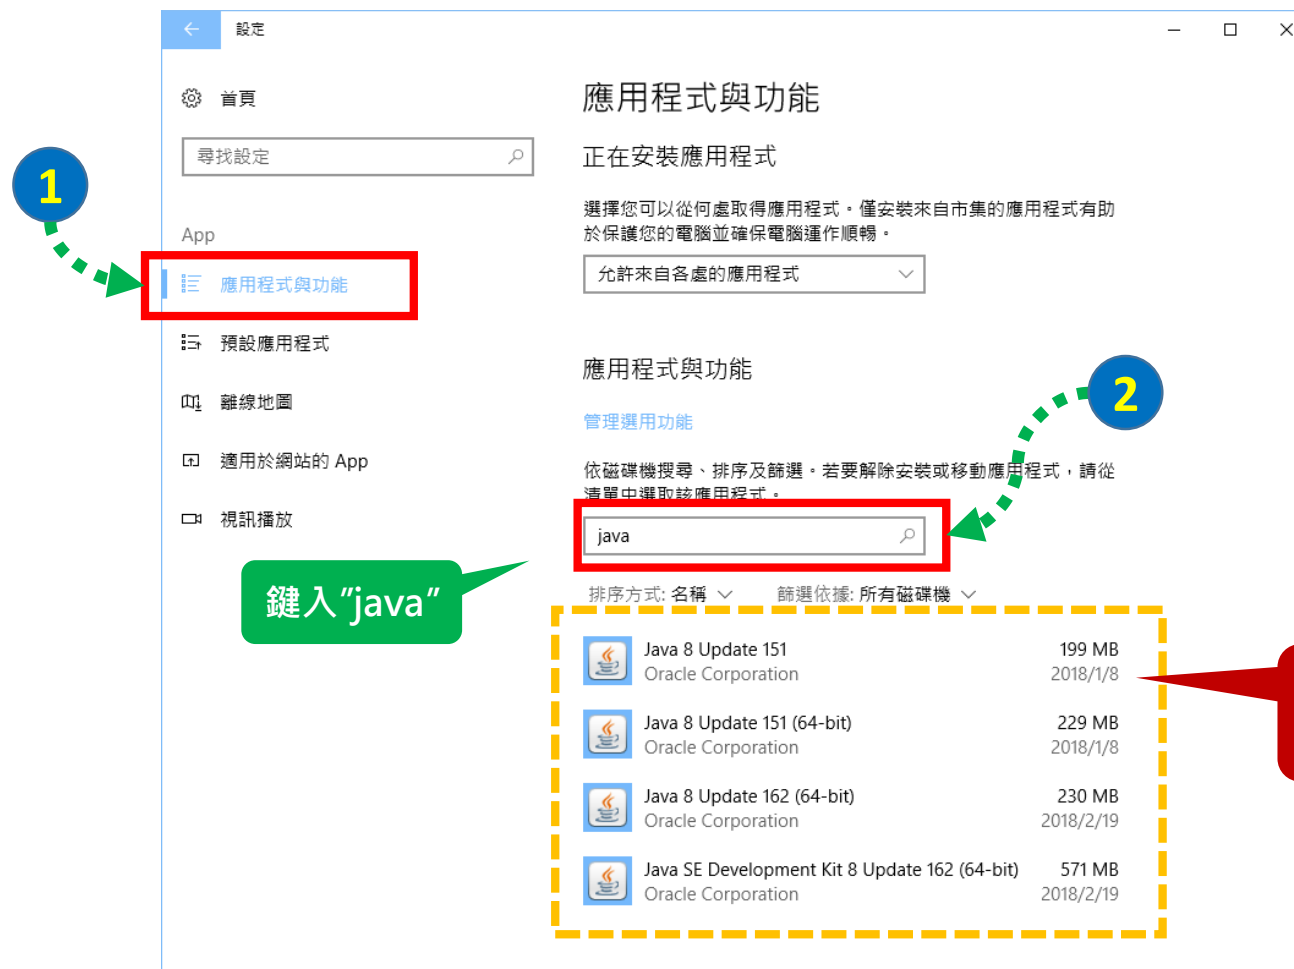 設定
首頁
尋找設定
1
App
應用程式與功能
預設應用程式
離線地圖
適用於網站的 App
視訊播放
應用程式與功能
正在安裝應用程式
選擇您可以從何處取得應用程式。僅安裝來自市集的應用程式有助
於保護您的電腦並確保電腦運作順暢。
允許來自各處的應用程式
應用程式與功能
2
管理選用功能
依磁碟機搜尋、排序及篩選。若要解除安裝或移動應用程式，請從
清單中選取該應用程式。
java
鍵入"java"
排序方式: 名稱 篩選依據: 所有磁碟機
Java 8 Update 151 199 MB
Oracle Corporation 2018/1/8
Java 8 Update 151 (64-bit) 229 MB
Oracle Corporation 2018/1/8
Java 8 Update 162 (64-bit) 230 MB
Oracle Corporation 2018/2/19
Java SE Development Kit 8 Update 162 (64-bit) 571 MB
Oracle Corporation 2018/2/19